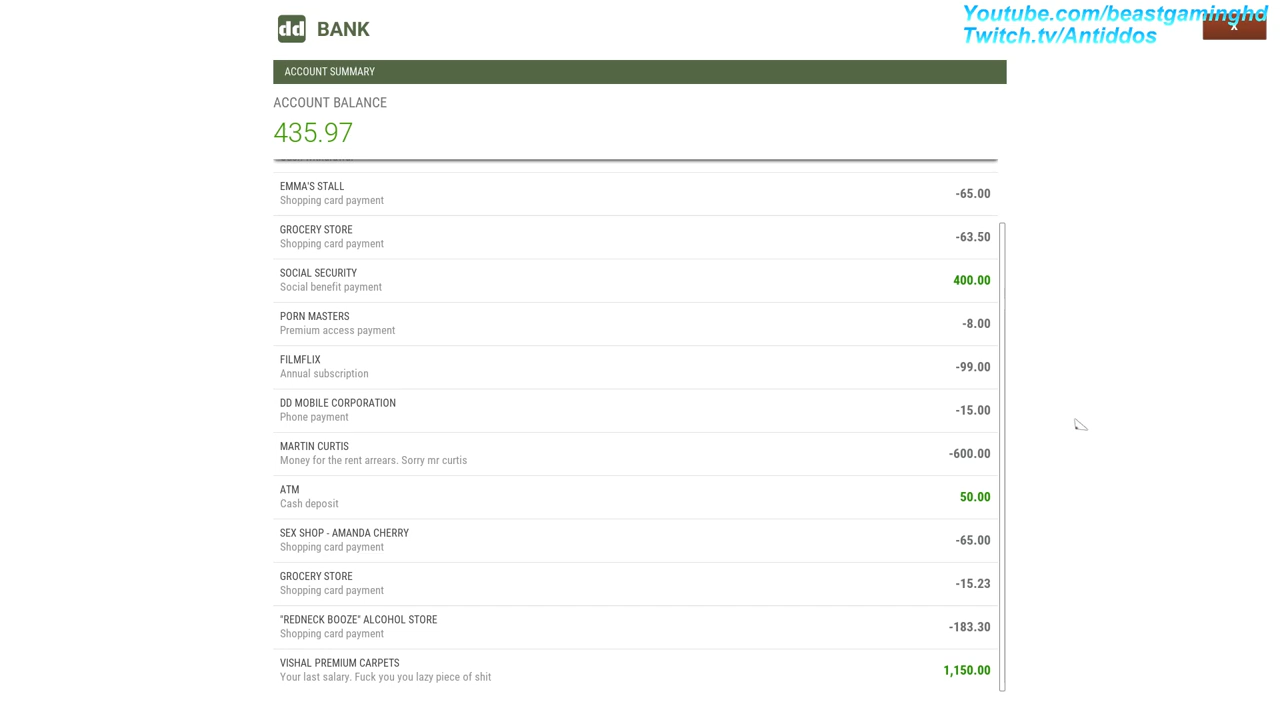 dd BANK
Youtube.com/beastgaminghd
Twitch.tv/Antiddos
x
ACCOUNT SUMMARY
ACCOUNT BALANCE
435.97
EMMA'S STALL
Shopping card payment
-65.00
GROCERY STORE
Shopping card payment
-63.50
SOCIAL SECURITY
Social benefit payment
400.00
PORN MASTERS
Premium access payment
-8.00
FILMFLIX
Annual subscription
-99.00
DD MOBILE CORPORATION
Phone payment
-15.00
MARTIN CURTIS
Money for the rent arrears. Sorry mr curtis
-600.00
ATM
Cash deposit
50.00
SEX SHOP - AMANDA CHERRY
Shopping card payment
-65.00
GROCERY STORE
Shopping card payment
-15.23
"REDNECK BOOZE" ALCOHOL STORE
Shopping card payment
-183.30
VISHAL PREMIUM CARPETS
Your last salary. Fuck you you lazy piece of shit
1,150.00